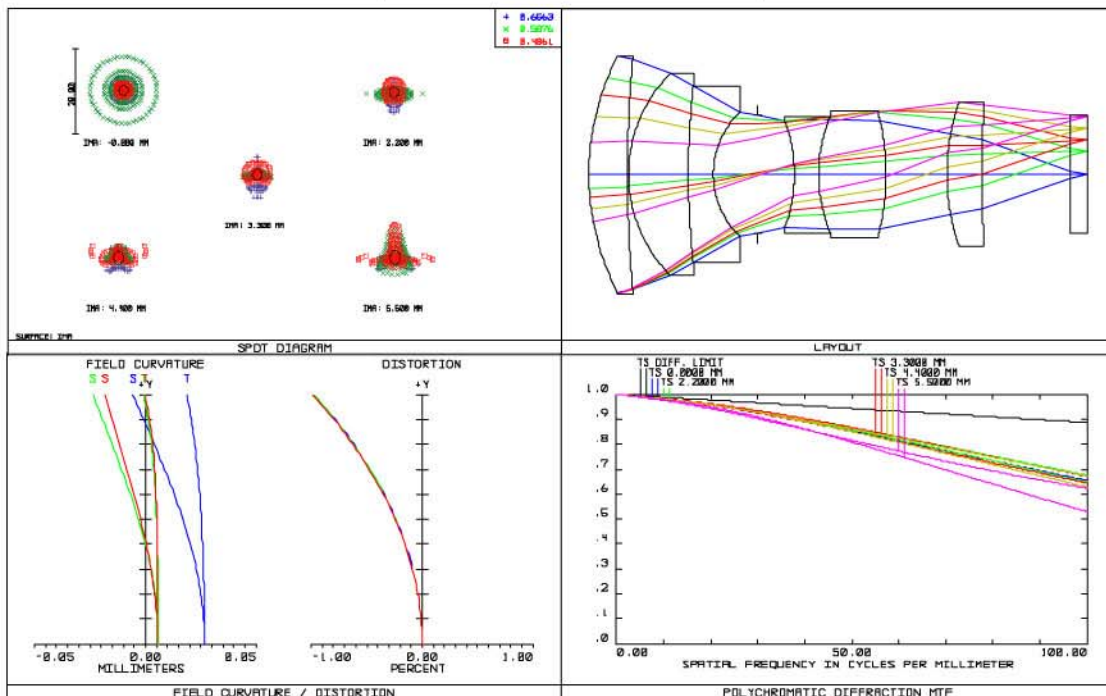 + 0.6563
× 0.5876
□ 0.4861
20.00
IMA: 2.200 MM
IMA: 3.300 MM
IMA: 4.400 MM
IMA: 5.500 MM
SURFACE: IMA
SPOT DIAGRAM
LAYOUT
FIELD CURVATURE
S S S T T
+Y
-0.05 0.00 0.05
MILLIMETERS
DISTORTION
+Y
-1.00 0.00 1.00
PERCENT
FIELD CURVATURE / DISTORTION
TS DIFF. LIMIT
TS 0.0000 MM
TS 2.2000 MM
TS 3.3000 MM
TS 4.4000 MM
TS 5.5000 MM
1.0
.9
.8
.7
.6
.5
.4
.3
.2
.1
.0
0.00 50.00 100.00
SPATIAL FREQUENCY IN CYCLES PER MILLIMETER
POLYCHROMATIC DIFFRACTION MTF